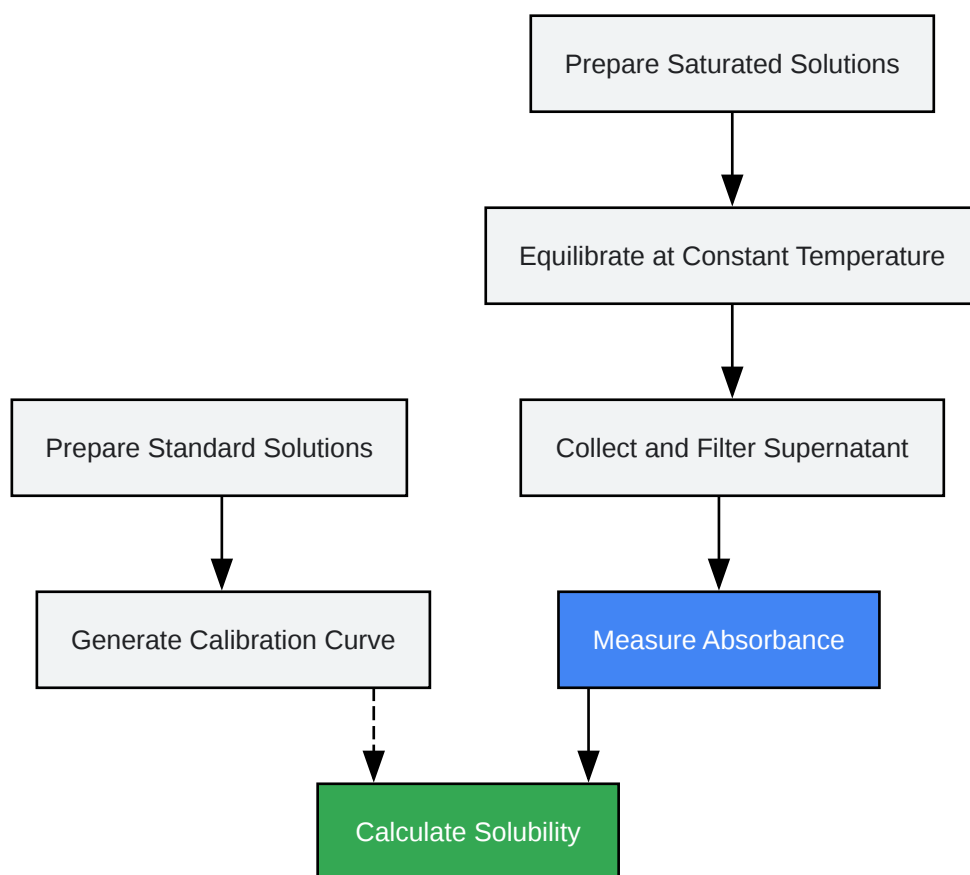 Prepare Saturated Solutions
Equilibrate at Constant Temperature
Prepare Standard Solutions
Collect and Filter Supernatant
Generate Calibration Curve
Measure Absorbance
Calculate Solubility